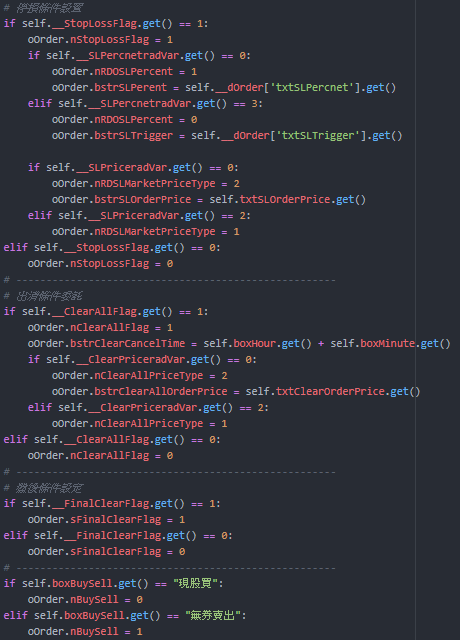 # 停損條件設置
if self.__StopLossFlag.get() == 1:
    oOrder.nStopLossFlag = 1
    if self.__SLPercnetradVar.get() == 0:
        oOrder.nRDOSLPercent = 1
        oOrder.bstrSLPerent = self.__dOrder['txtSLPercnet'].get()
    elif self.__SLPercnetradVar.get() == 3:
        oOrder.nRDOSLPercent = 0
        oOrder.bstrSLTrigger = self.__dOrder['txtSLTrigger'].get()

    if self.__SLPriceradVar.get() == 0:
        oOrder.nRDSLMarketPriceType = 2
        oOrder.bstrSLOrderPrice = self.txtSLOrderPrice.get()
    elif self.__SLPriceradVar.get() == 2:
        oOrder.nRDSLMarketPriceType = 1
elif self.__StopLossFlag.get() == 0:
    oOrder.nStopLossFlag = 0
# -----------------------------------------------------
# 出清條件委託
if self.__ClearAllFlag.get() == 1:
    oOrder.nClearAllFlag = 1
    oOrder.bstrClearCancelTime = self.boxHour.get() + self.boxMinute.get()
    if self.__ClearPriceradVar.get() == 0:
        oOrder.nClearAllPriceType = 2
        oOrder.bstrClearAllOrderPrice = self.txtClearOrderPrice.get()
    elif self.__ClearPriceradVar.get() == 2:
        oOrder.nClearAllPriceType = 1
elif self.__ClearAllFlag.get() == 0:
    oOrder.nClearAllFlag = 0
# -----------------------------------------------------
# 盤後條件設定
if self.__FinalClearFlag.get() == 1:
    oOrder.sFinalClearFlag = 1
elif self.__FinalClearFlag.get() == 0:
    oOrder.sFinalClearFlag = 0
# -----------------------------------------------------
if self.boxBuySell.get() == "現股買":
    oOrder.nBuySell = 0
elif self.boxBuySell.get() == "無券賣出":
    oOrder.nBuySell = 1